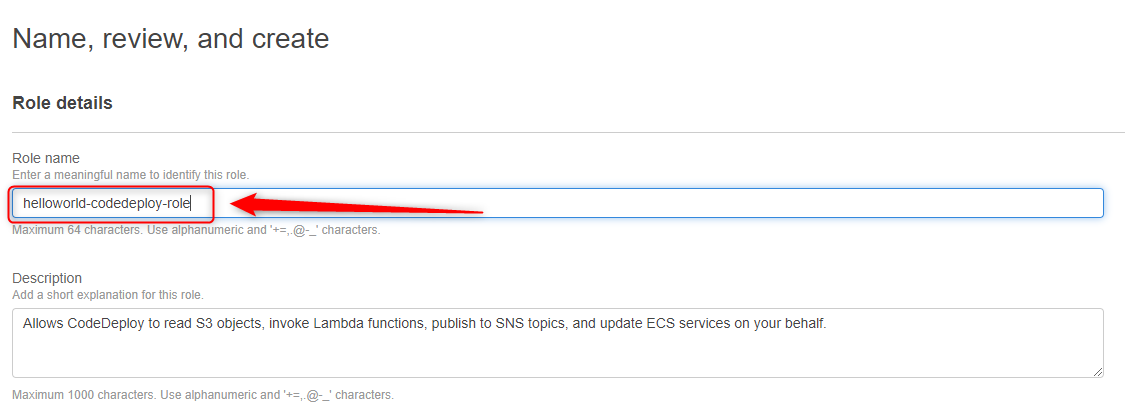 Name, review, and create
Role details
Role name
Enter a meaningful name to identify this role.
helloworld-codedeploy-role
Maximum 64 characters. Use alphanumeric and '+=,.@-_' characters.
Description
Add a short explanation for this role.
Allows CodeDeploy to read S3 objects, invoke Lambda functions, publish to SNS topics, and update ECS services on your behalf.
Maximum 1000 characters. Use alphanumeric and '+=,.@-_' characters.